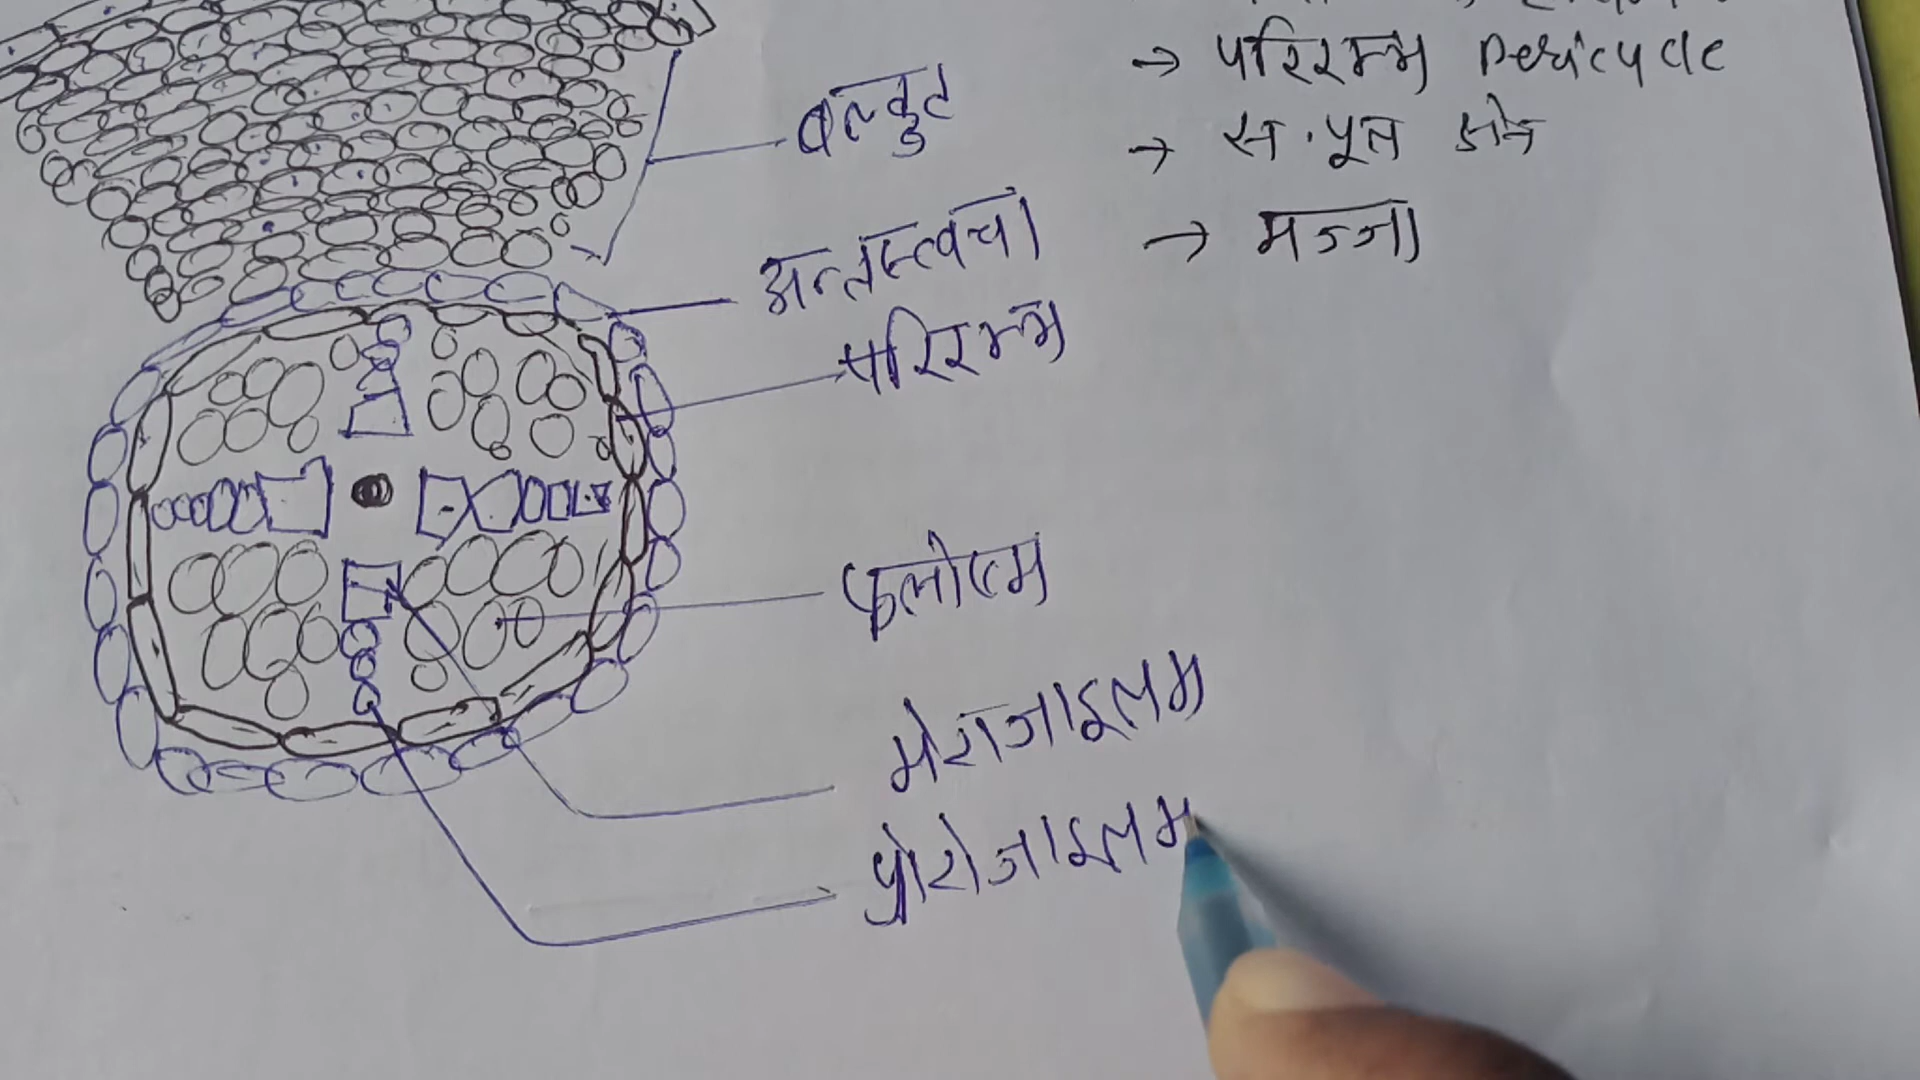 → परिरम्भ Pericycle
→ स.पूल
→ मज्जा
वल्कुट
अन्तस्त्वचा
परिरम्भ
फ्लोएम
मेटाजाइलम
प्रोटोजाइलम